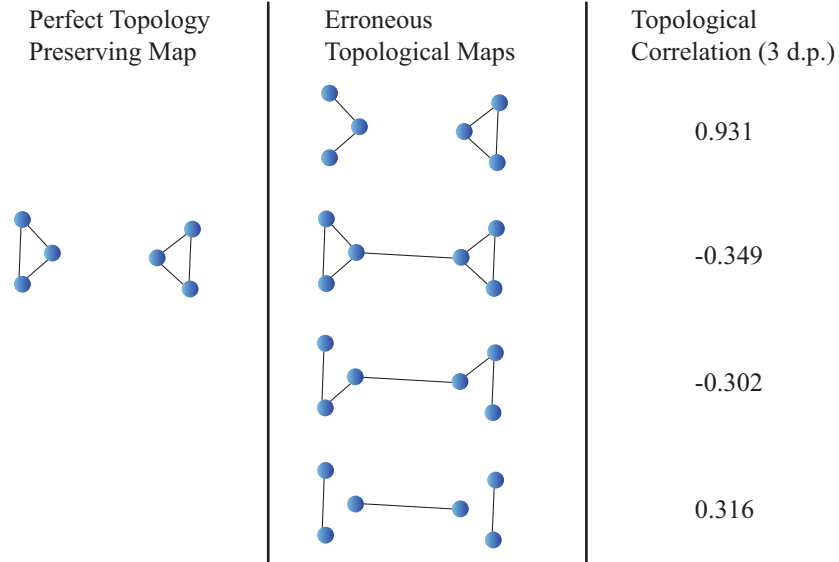 Perfect Topology
Preserving Map
Erroneous
Topological Maps
Topological
Correlation (3 d.p.)
0.931
-0.349
-0.302
0.316